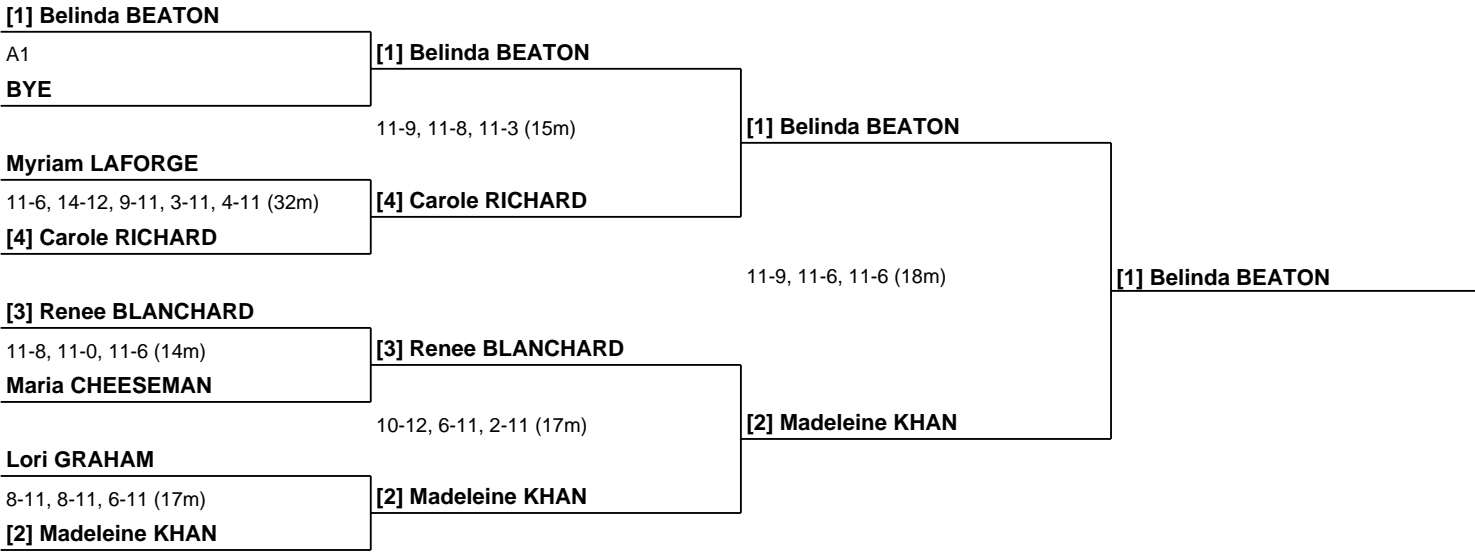 [1] Belinda BEATON
A1
[1] Belinda BEATON
BYE
11-9, 11-8, 11-3 (15m)
[1] Belinda BEATON
Myriam LAFORGE
11-6, 14-12, 9-11, 3-11, 4-11 (32m)
[4] Carole RICHARD
[4] Carole RICHARD
11-9, 11-6, 11-6 (18m)
[1] Belinda BEATON
[3] Renee BLANCHARD
11-8, 11-0, 11-6 (14m)
[3] Renee BLANCHARD
Maria CHEESEMAN
10-12, 6-11, 2-11 (17m)
[2] Madeleine KHAN
Lori GRAHAM
8-11, 8-11, 6-11 (17m)
[2] Madeleine KHAN
[2] Madeleine KHAN